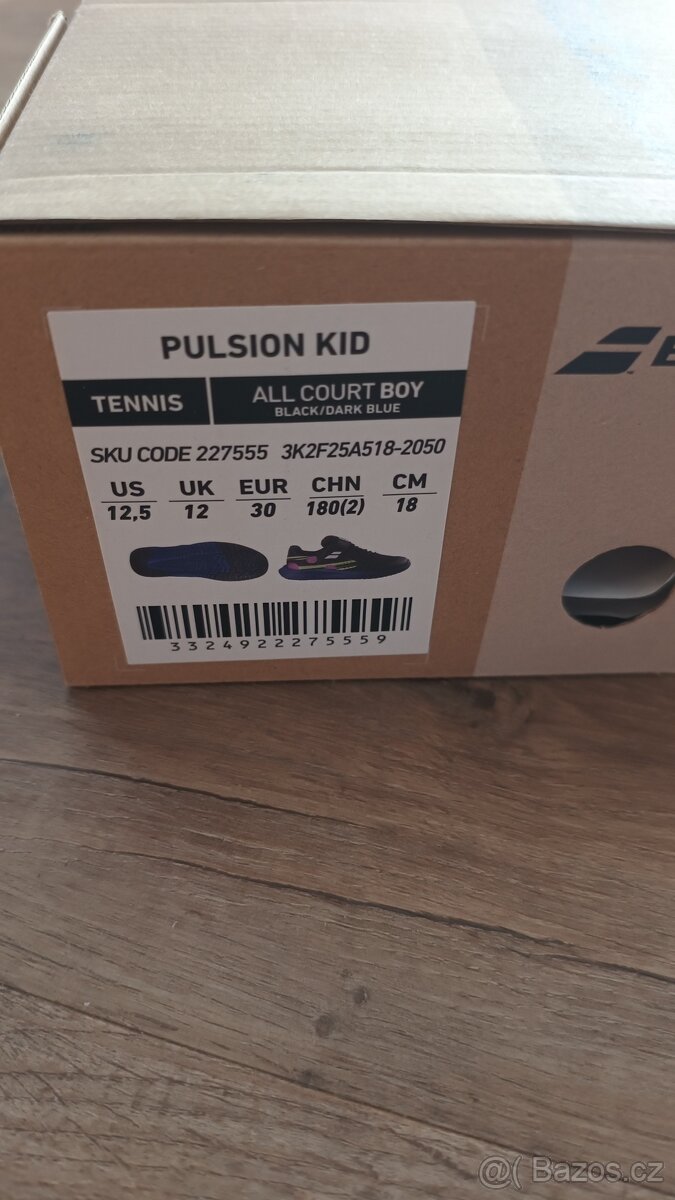 PULSION KID
TENNIS
ALL COURT BOY
BLACK/DARK BLUE
SKU CODE 227555 3K2F25A518-2050
US UK EUR CHN CM
12,5 12 30 180(2) 18
3324922275559
@( Bazoš.cz